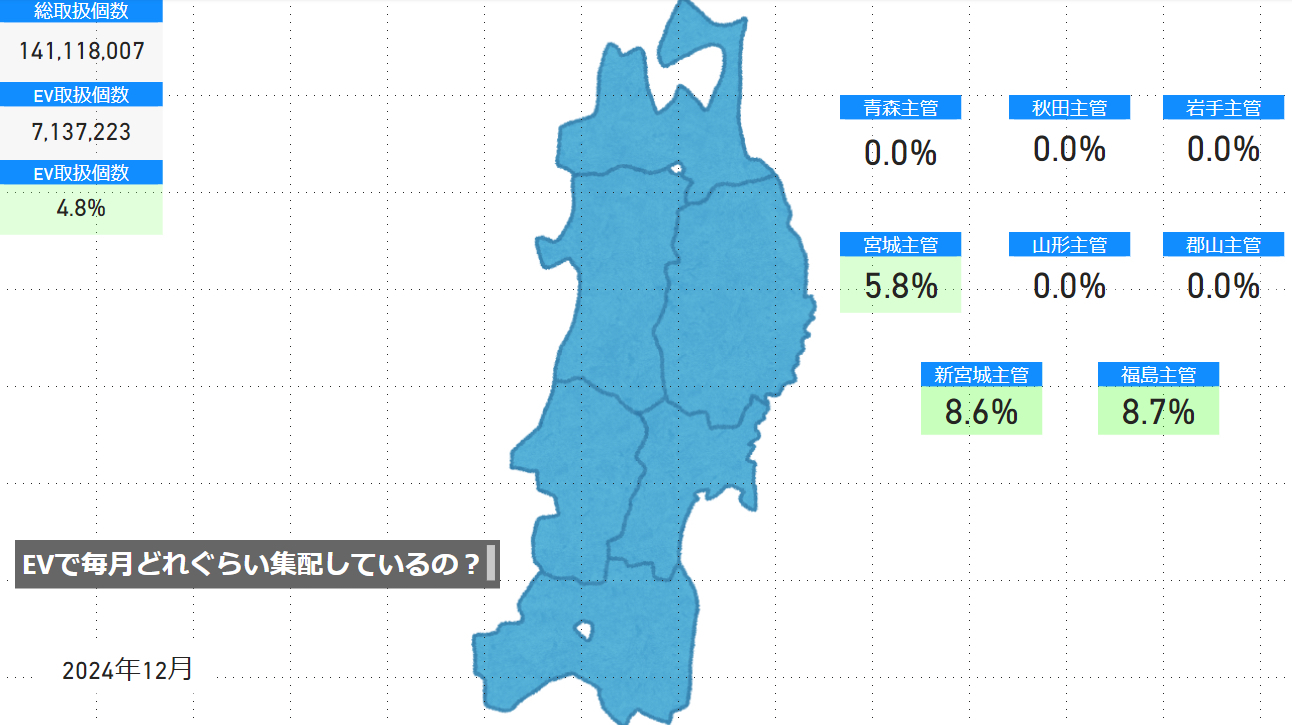 総取扱個数
141,118,007
EV取扱個数
7,137,223
EV取扱個数
4.8%
青森主管
0.0%
秋田主管
0.0%
岩手主管
0.0%
宮城主管
5.8%
山形主管
0.0%
郡山主管
0.0%
新宮城主管
8.6%
福島主管
8.7%
EVで毎月どれぐらい集配しているの？
2024年12月